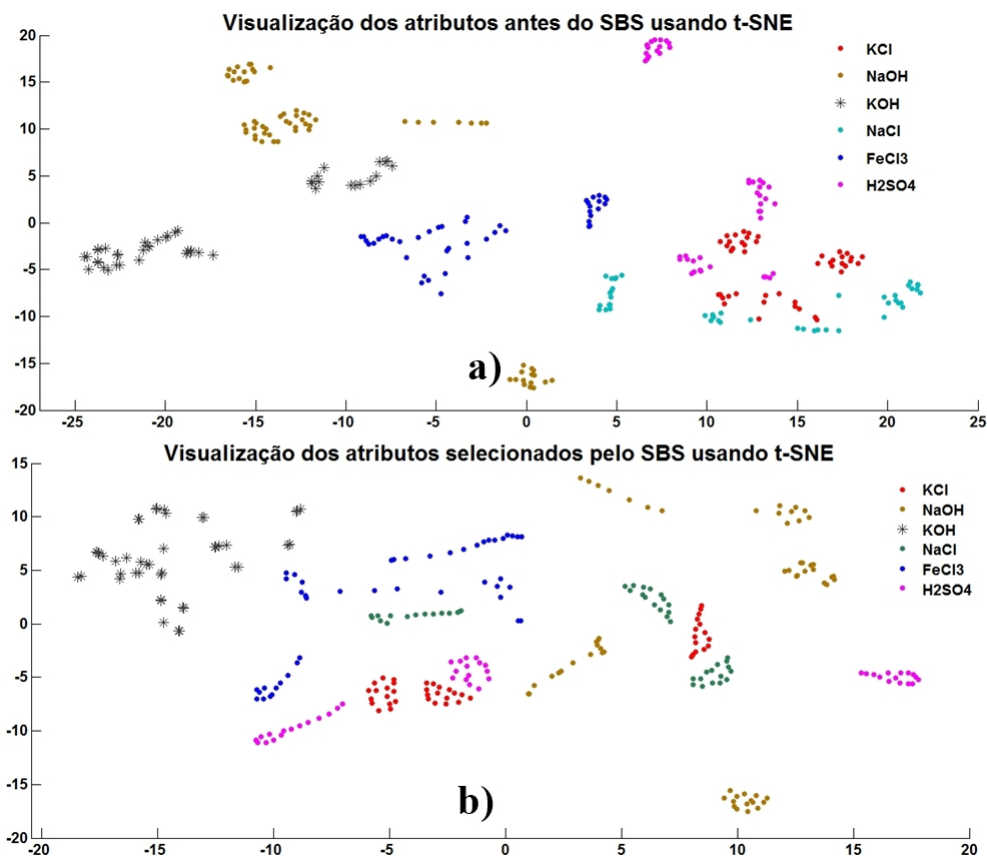 Visualização dos atributos antes do SBS usando t-SNE
20
15
10
5
0
-5
-10
-15
-20
-25
-20
-15
-10
-5
0
5
10
15
20
25
KCl
NaOH
KOH
NaCl
FeCl3
H2SO4
a)
Visualização dos atributos selecionados pelo SBS usando t-SNE
15
10
5
0
-5
-10
-15
-20
-20
-15
-10
-5
0
5
10
15
20
KCl
NaOH
KOH
NaCl
FeCl3
H2SO4
b)